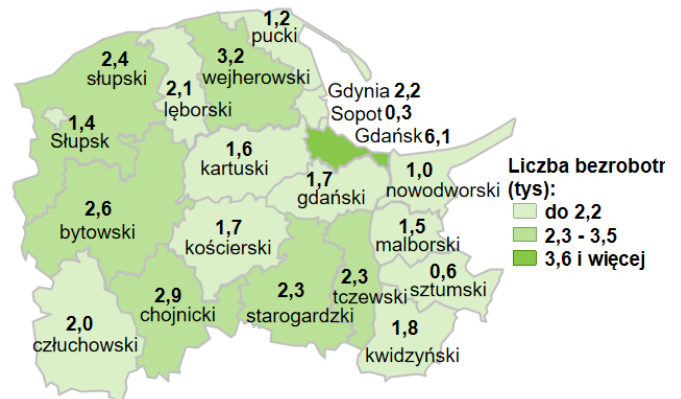 1,2
pucki
2,4
słupski
3,2
wejherowski
2,1
lęborski
Gdynia 2,2
Sopot 0,3
Gdańsk 6,1
1,4
Słupsk
1,6
kartuski
1,7
gdański
1,0
nowodworski
2,6
bytowski
1,7
kościerski
1,5
malborski
0,6
sztumski
2,3
tczewski
2,3
starogardzki
2,9
chojnicki
2,0
człuchowski
1,8
kwidzyński
Liczba bezrobotn
(tys):
do 2,2
2,3 - 3,5
3,6 i więcej